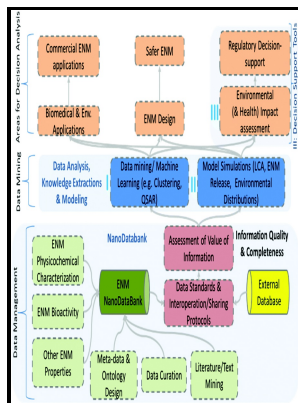 Areas for Decision Analysis
Commercial ENM
applications
Safer ENM
Regulatory Decision-
support
Biomedical & Env.
Applications
ENM Design
Environmental
(& Health) Impact
assessment
III: Decision Support Tools
Data Mining
Data Analysis,
Knowledge Extractions
& Modeling
Data mining/ Machine
Learning (e.g. Clustering,
QSAR)
Model Simulations (LCA, ENM
Release, Environmental
Distributions)
Data Management
NanoDatabank
Assessment of Value of
Information
Information Quality
& Completeness
ENM
Physicochemical
Characterization
ENM Bioactivity
Other ENM
Properties
ENM
NanoDataBank
Data Standards &
Interoperation/Sharing
Protocols
External
Database
Meta-data &
Ontology
Design
Data Curation
Literature/Text
Mining